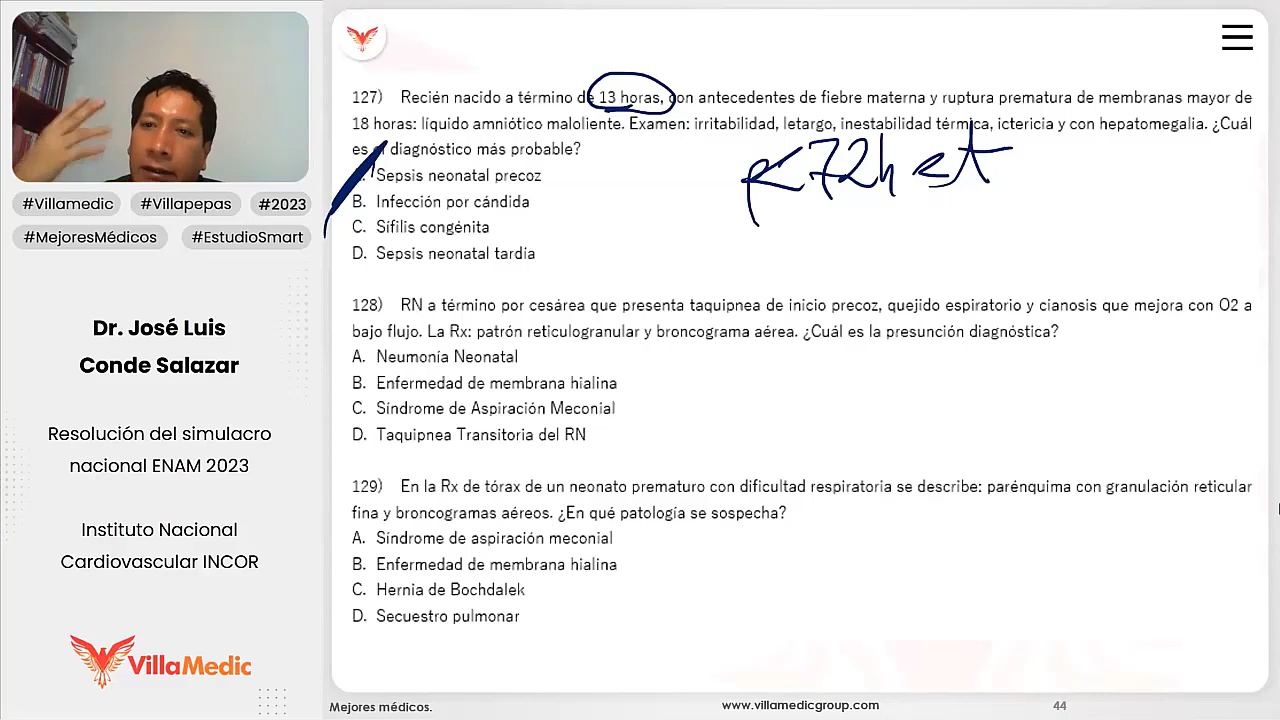 #Villamedic #Villapepas #2023
#MejoresMédicos #EstudioSmart
Dr. José Luis
Conde Salazar
Resolución del simulacro
nacional ENAM 2023
Instituto Nacional
Cardiovascular INCOR
VillaMedic
127) Recién nacido a término de 13 horas, con antecedentes de fiebre materna y ruptura prematura de membranas mayor de
18 horas: líquido amniótico maloliente. Examen: irritabilidad, letargo, inestabilidad térmica, ictericia y con hepatomegalia. ¿Cuál
es el diagnóstico más probable?
A. Sepsis neonatal precoz
B. Infección por cándida
C. Sífilis congénita
D. Sepsis neonatal tardía
72h
128) RN a término por cesárea que presenta taquipnea de inicio precoz, quejido espiratorio y cianosis que mejora con O2 a
bajo flujo. La Rx: patrón reticulogranular y broncograma aérea. ¿Cuál es la presunción diagnóstica?
A. Neumonía Neonatal
B. Enfermedad de membrana hialina
C. Síndrome de Aspiración Meconial
D. Taquipnea Transitoria del RN
129) En la Rx de tórax de un neonato prematuro con dificultad respiratoria se describe: parénquima con granulación reticular
fina y broncogramas aéreos. ¿En qué patología se sospecha?
A. Síndrome de aspiración meconial
B. Enfermedad de membrana hialina
C. Hernia de Bochdalek
D. Secuestro pulmonar
Mejores médicos. www.villamedicgroup.com 44